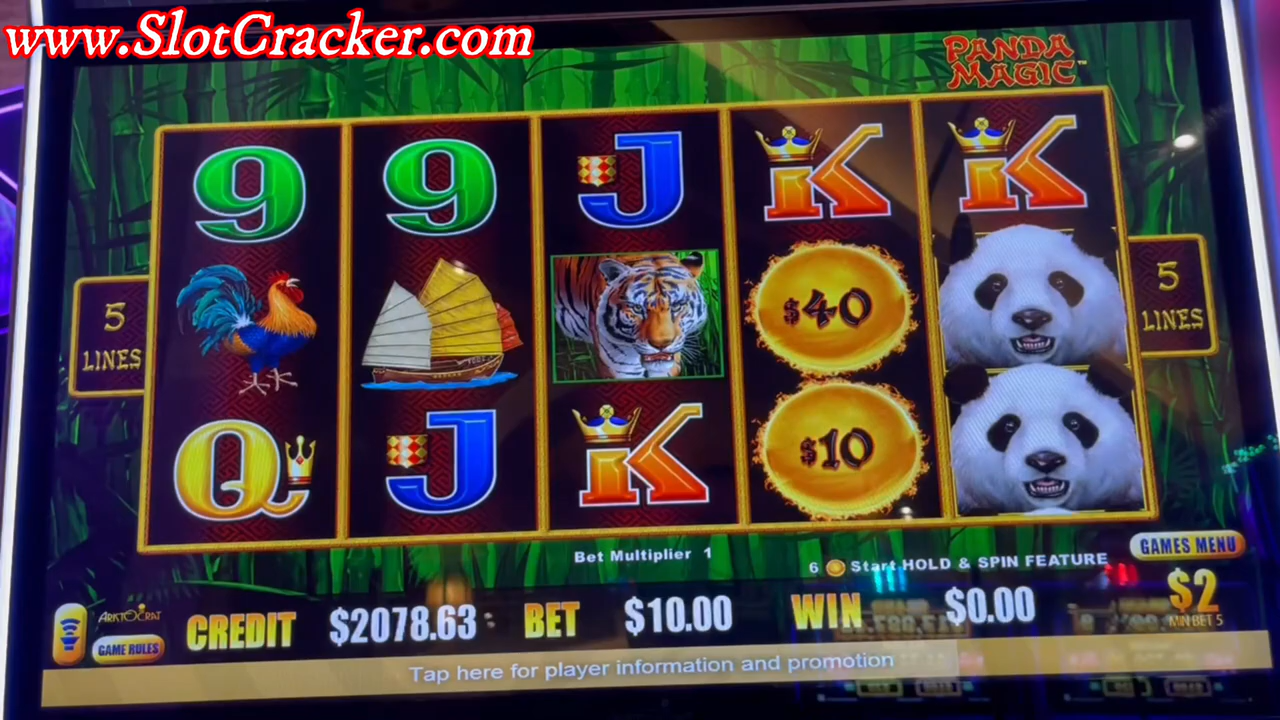 www.SlotCracker.com
PANDA
MAGIC™
9 9 J K K
5
LINES
$40
5
LINES
Q J K $10
Bet Multiplier 1
6 Start HOLD & SPIN FEATURE
GAMES MENU
ARISTOCRAT
GAME RULES
CREDIT $2078.63 BET $10.00 WIN $0.00
$2
MIN BET 5
Tap here for player information and promotion